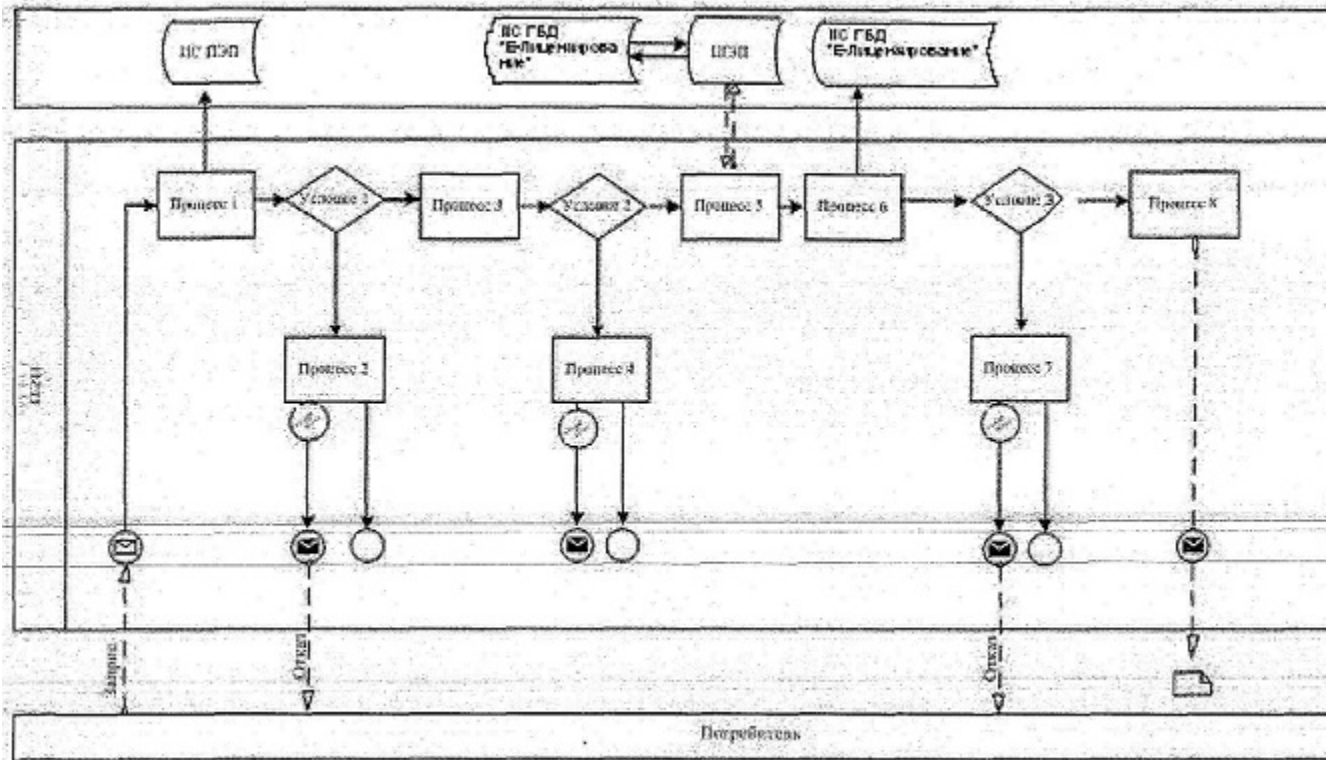 ИС ПЭП
ИС ГБД
"Е-Лицензирова
ние"
ПЭП
ИС ГБД
"Е-Лицензирование"
Процесс 1
Условие 1
Процесс 3
Условие 2
Процесс 5
Процесс 6
Условие 3
Процесс 8
Процесс 2
Процесс 4
Процесс 7
Запрос
Отказ
Отказ
Потребитель